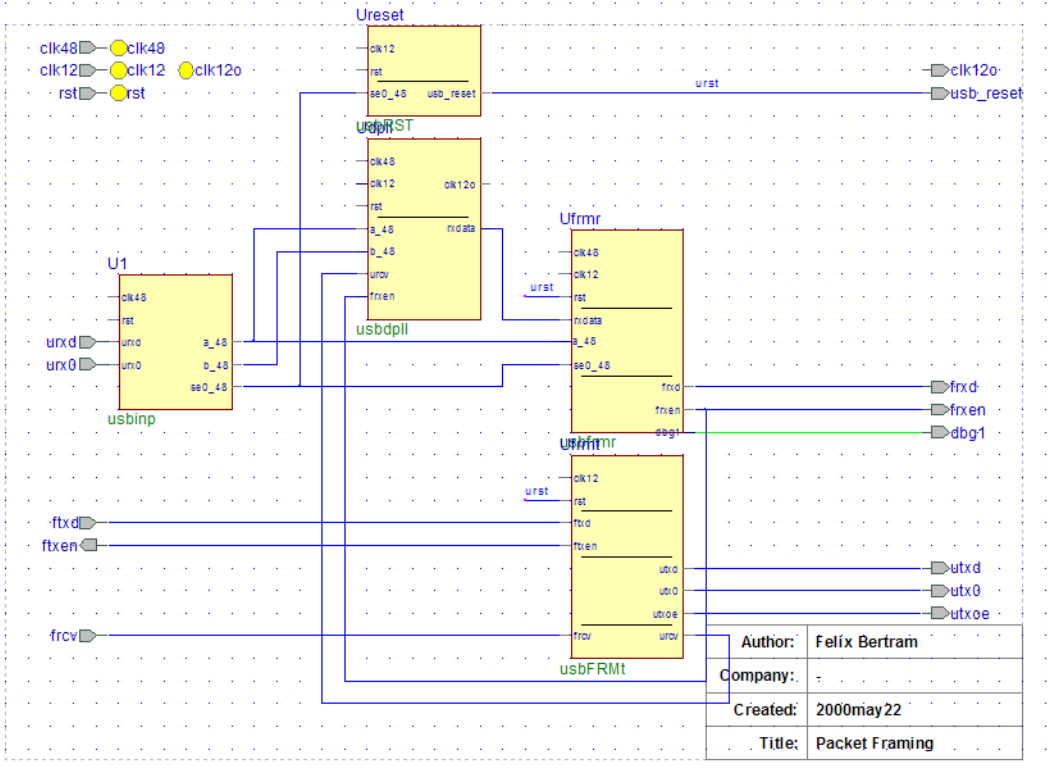 Ureset
clk48 clk48
clk12 clk12 clk12o
rst rst
clk12
rst
se0_48 usb_reset
usbRST
urst
clk12o
usb_reset
Udpll
clk48
clk12 clk12o
rst
a_48 rxdata
b_48
urcv
frxen
usbdpll
U1
clk48
rst
urxd urxd a_48
urx0 urx0 b_48
se0_48
usbinp
Ufrmr
clk48
clk12
urst rst
rxdata
a_48
se0_48
frxd frxd
frxen frxen
dbg1 dbg1
usbfrmr
Ufrmt
clk12
urst rst
ftxd ftxd
ftxen ftxen
utxd utxd
utx0 utx0
utxoe utxoe
frcv frcv urcv
usbFRMt
Author: Felix Bertram
Company: -
Created: 2000may22
Title: Packet Framing